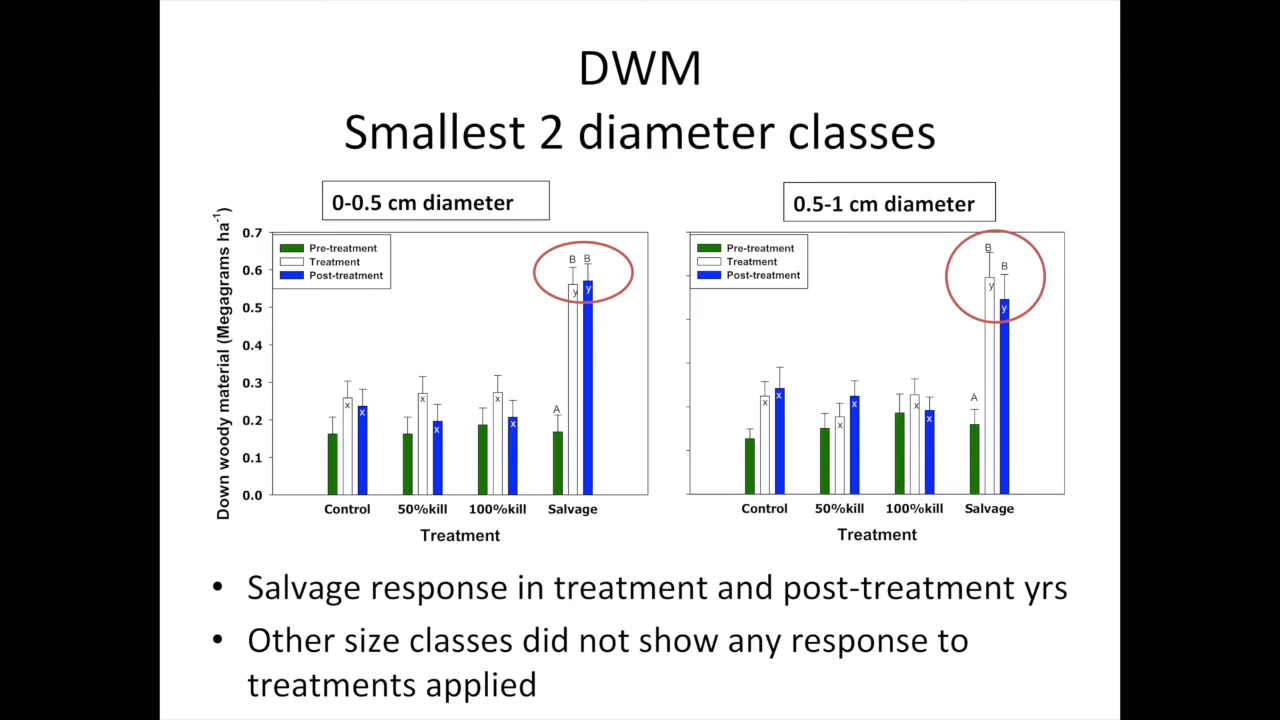 DWM
Smallest 2 diameter classes
0-0.5 cm diameter
Down woody material (Megagrams ha-1)
0.7
0.6
0.5
0.4
0.3
0.2
0.1
0.0
Pre-treatment
Treatment
Post-treatment
x
x
x
x
x
x
A
B
B
y
y
Control
50%kill
100%kill
Salvage
Treatment
0.5-1 cm diameter
Pre-treatment
Treatment
Post-treatment
x
x
x
x
x
x
A
B
B
y
y
Control
50%kill
100%kill
Salvage
Treatment
• Salvage response in treatment and post-treatment yrs
• Other size classes did not show any response to
treatments applied